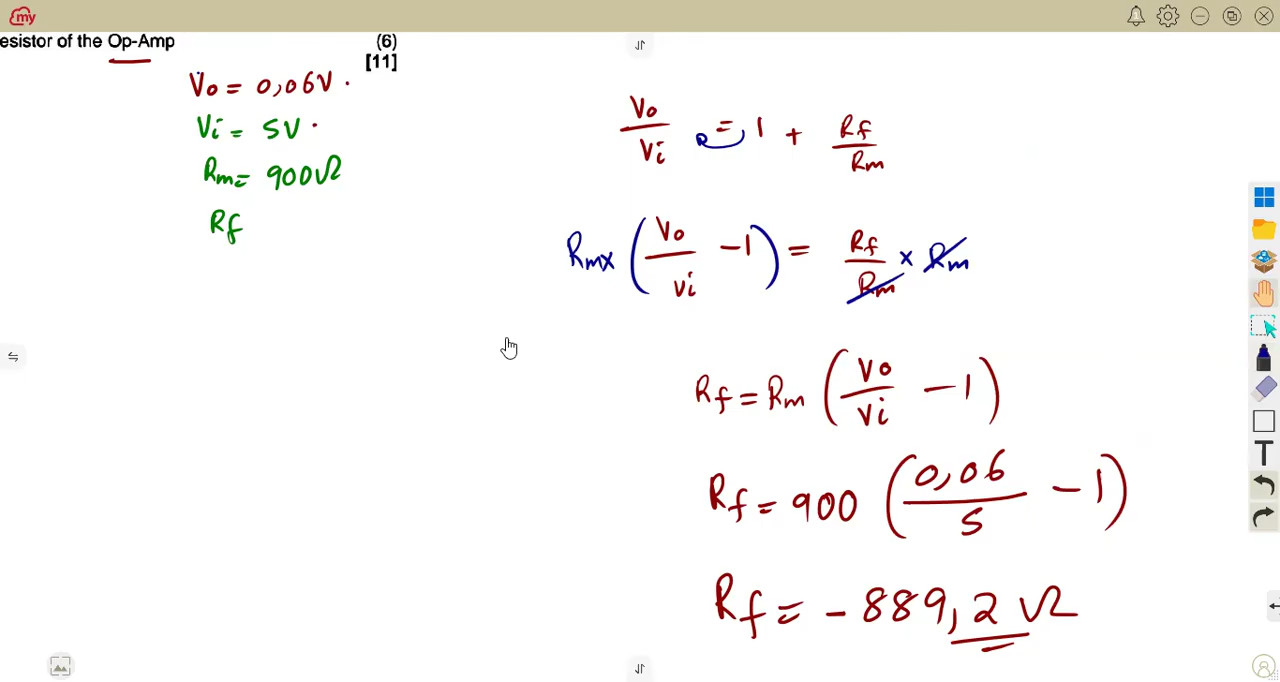 my
esistor of the Op-Amp (6)
[11]
Vo = 0,06V.
Vi = 5V.
Rm = 900Ω
Rf
Vo/Vi = 1 + Rf/Rm
Rm× (Vo/Vi − 1) = Rf/Rm × Rm
Rf = Rm (Vo/Vi − 1)
Rf = 900 (0,06/5 − 1)
Rf = - 889,2 Ω
T